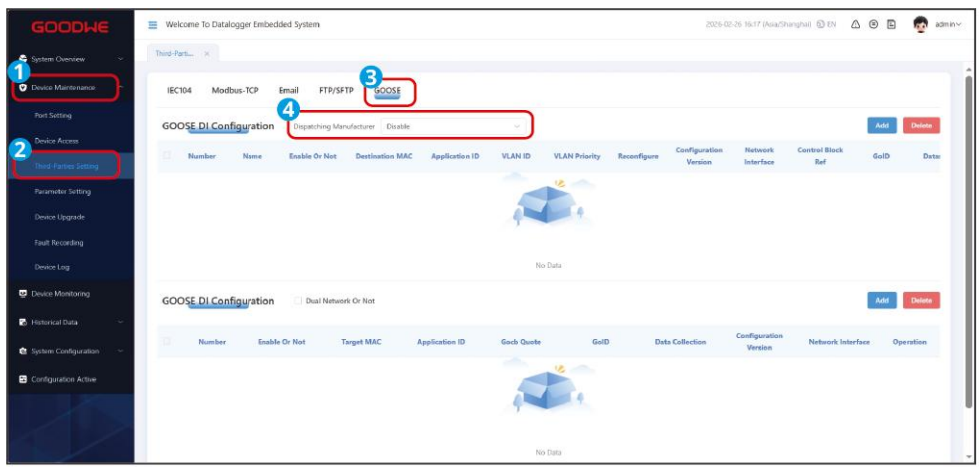 GOODWE
Welcome To Datalogger Embedded System
2026-02-26 16:17 (Asia/Shanghai)
EN
admin
System Overview
Third-Parti... ×
1
Device Maintenance
3
IEC104 Modbus-TCP Email FTP/SFTP GOOSE
Port Setting
4
GOOSE DI Configuration Dispatching Manufacturer Disable Add Delete
Device Access
2
Number Name Enable Or Not Destination MAC Application ID VLAN ID VLAN Priority Reconfigure Configuration Version Network Interface Control Block Ref GoID Datas
Third-Parties Setting
Parameter Setting
Device Upgrade
Fault Recording
No Data
Device Log
Device Monitoring
GOOSE DI Configuration Dual Network Or Not Add Delete
Historical Data
Number Enable Or Not Target MAC Application ID Gocb Quote GoID Data Collection Configuration Version Network Interface Operation
System Configuration
Configuration Active
No Data